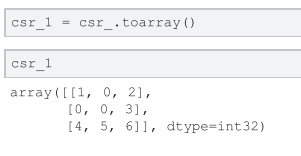 csr_1 = csr_.toarray()
csr_1
array([[1, 0, 2],
       [0, 0, 3],
       [4, 5, 6]], dtype=int32)